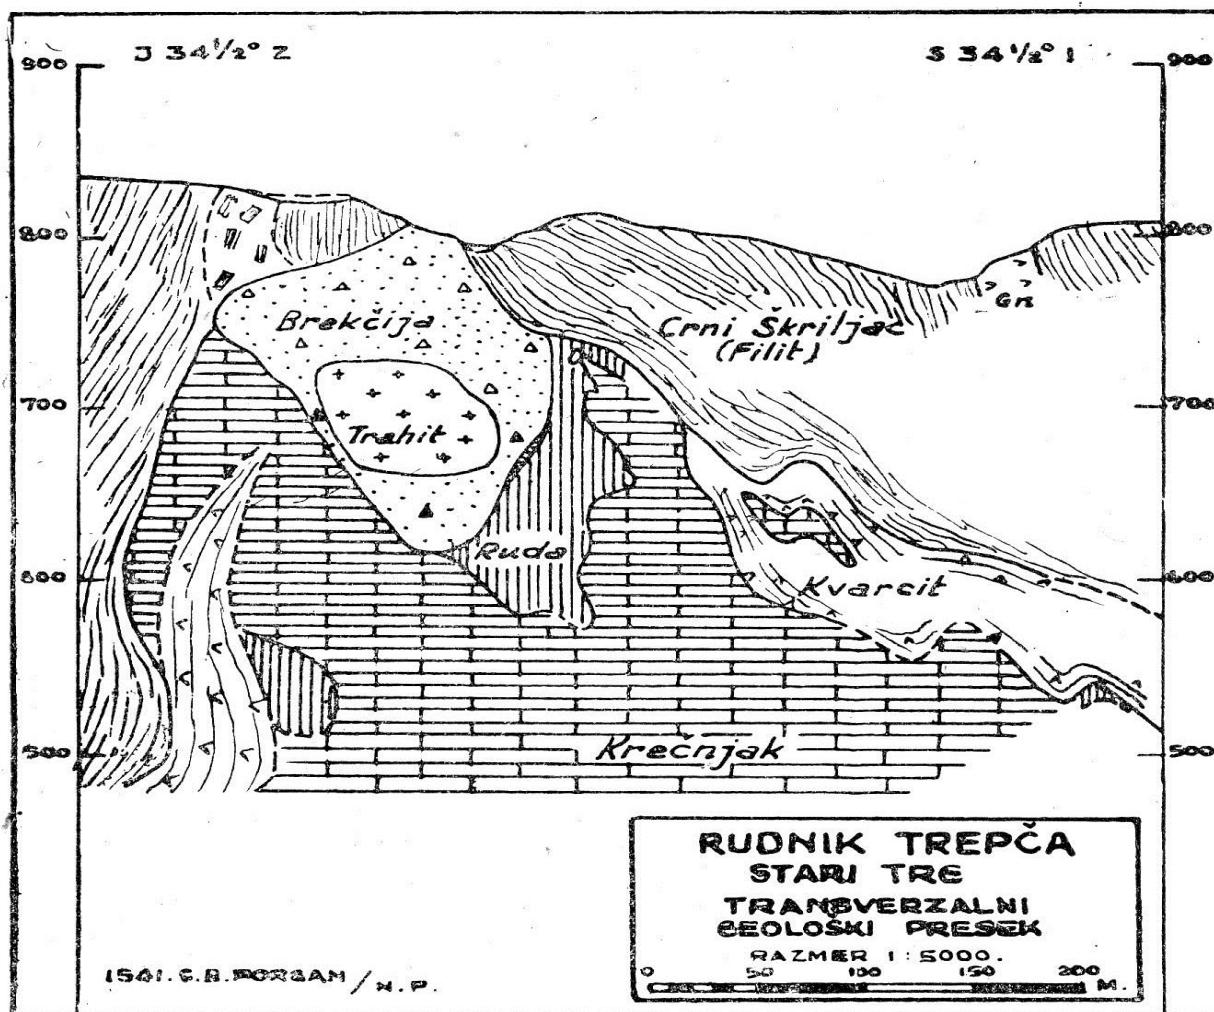 J 34½° Z
S 34½° I
900
900
800
800
Brekčija
Crni Škriljac
(Filit)
Gn
700
700
Trahit
Ruda
600
600
Kvarcit
500
500
Krečnjak
RUDNIK TREPČA
STARI TRG
TRANSVERZALNI
GEOLOŠKI PRESEK
RAZMER 1:5000.
0 50 100 150 200
M.
/ N.P.